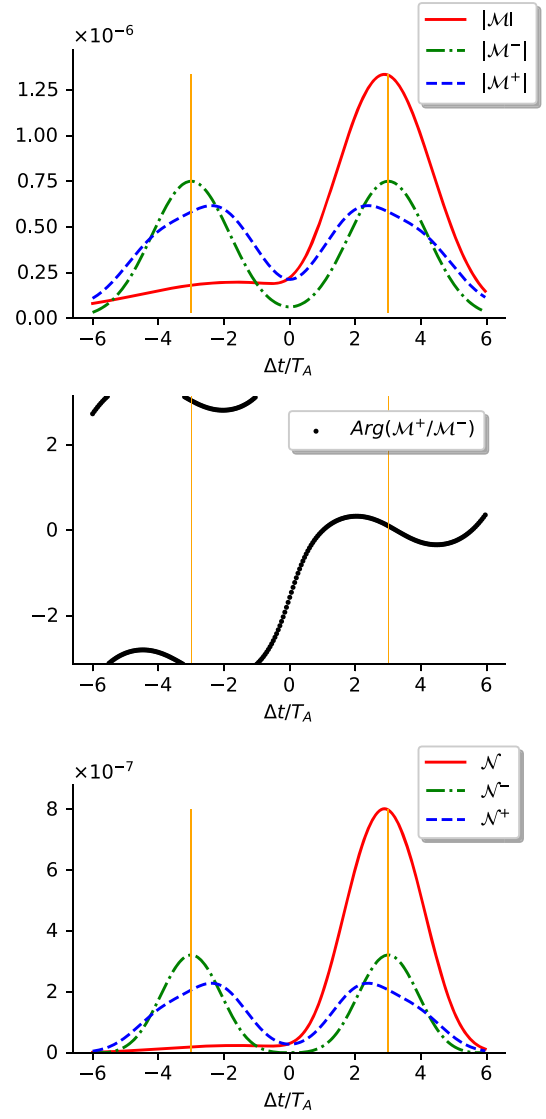 ×10⁻⁶
|ℳ|
|ℳ⁻|
|ℳ⁺|
1.25
1.00
0.75
0.50
0.25
0.00
−6 −4 −2 0 2 4 6
Δt/T_A
Arg(ℳ⁺/ℳ⁻)
2
0
−2
−6 −4 −2 0 2 4 6
Δt/T_A
×10⁻⁷
𝒩
𝒩⁻
𝒩⁺
8
6
4
2
0
−6 −4 −2 0 2 4 6
Δt/T_A